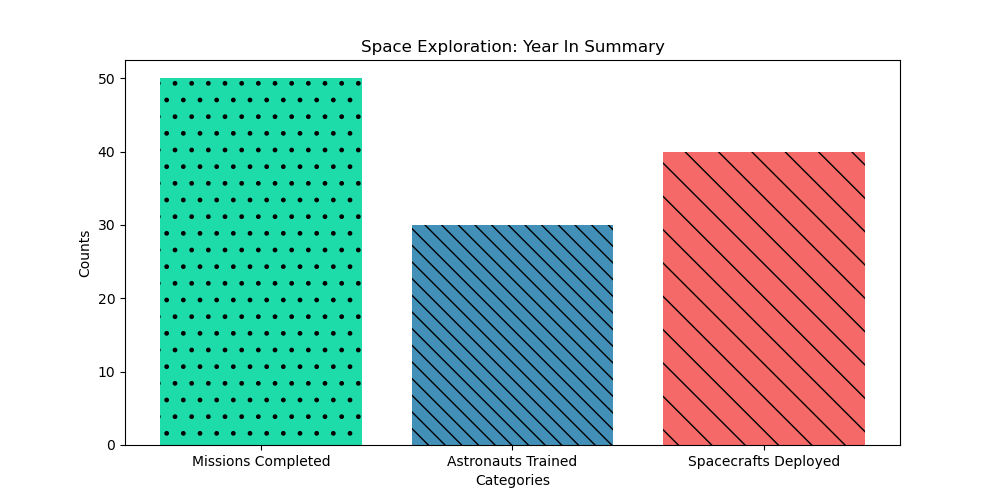 Space Exploration: Year In Summary
Counts
50
40
30
20
10
0
Missions Completed
Astronauts Trained
Spacecrafts Deployed
Categories